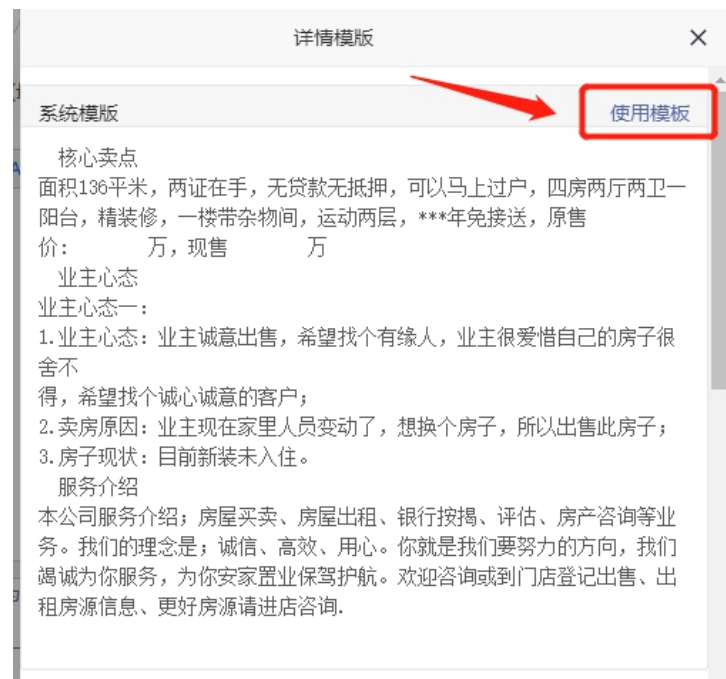 详情模版
系统模版
使用模板
核心卖点
面积136平米，两证在手，无贷款无抵押，可以马上过户，四房两厅两卫一
阳台，精装修，一楼带杂物间，运动两层，***年免接送，原售
价：　　　万，现售　　　万
业主心态
业主心态一：
1.业主心态：业主诚意出售，希望找个有缘人，业主很爱惜自己的房子很
舍不
得，希望找个诚心诚意的客户；
2.卖房原因：业主现在家里人员变动了，想换个房子，所以出售此房子；
3.房子现状：目前新装未入住。
服务介绍
本公司服务介绍；房屋买卖、房屋出租、银行按揭、评估、房产咨询等业
务。我们的理念是；诚信、高效、用心。你就是我们要努力的方向，我们
竭诚为你服务，为你安家置业保驾护航。欢迎咨询或到门店登记出售、出
租房源信息、更好房源请进店咨询.